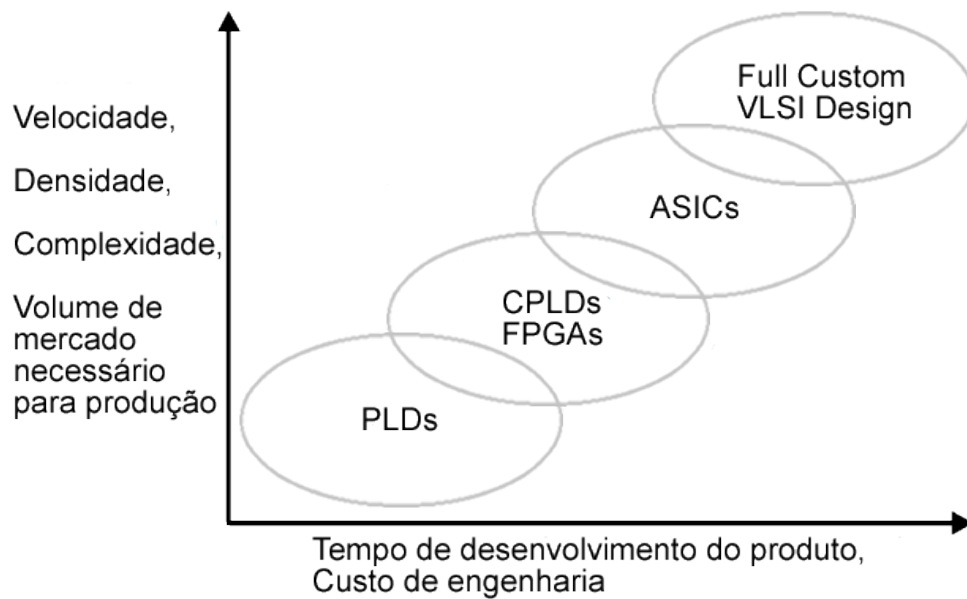 Velocidade,
Densidade,
Complexidade,
Volume de
mercado
necessário
para produção
Full Custom
VLSI Design
ASICs
CPLDs
FPGAs
PLDs
Tempo de desenvolvimento do produto,
Custo de engenharia